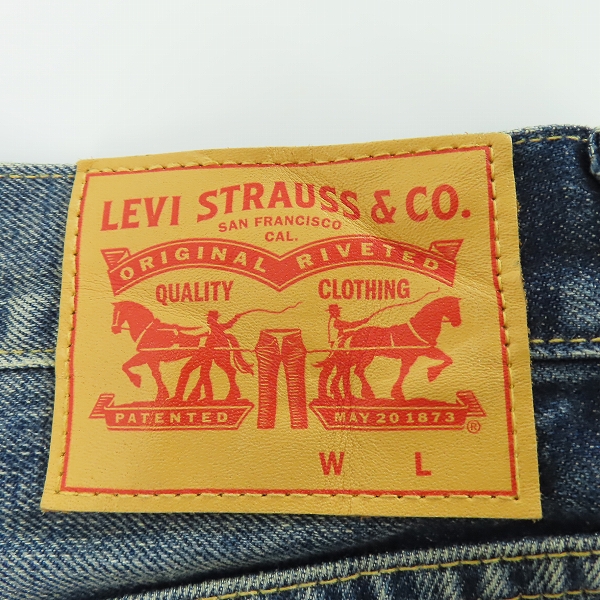 LEVI STRAUSS & CO.
SAN FRANCISCO
CAL.
ORIGINAL RIVETED
QUALITY CLOTHING
PATENTED MAY 20 1873 ®
W L